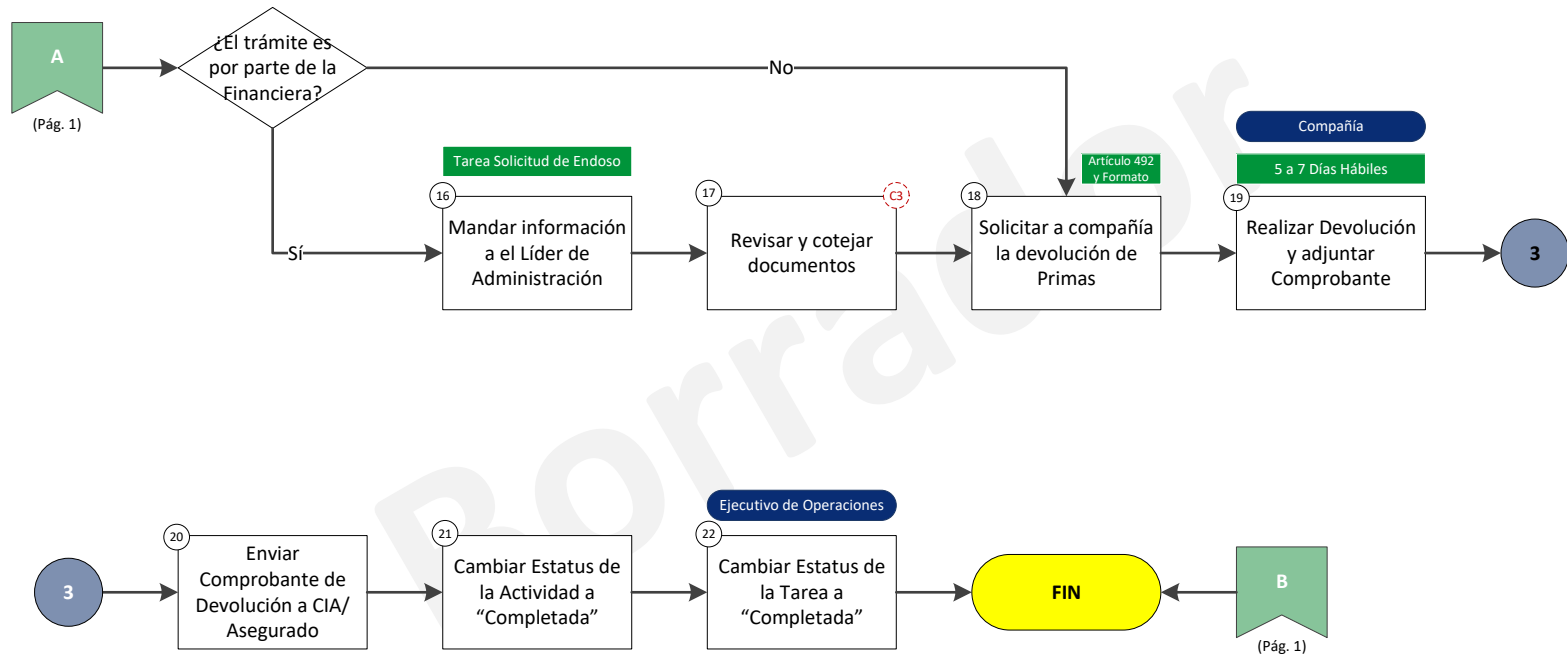 A
(Pág. 1)
¿El trámite es
por parte de la
Financiera?
No
Sí
Tarea Solicitud de Endoso
16
Mandar información
a el Líder de
Administración
17
C3
Revisar y cotejar
documentos
Artículo 492
y Formato
18
Solicitar a compañía
la devolución de
Primas
Compañía
5 a 7 Días Hábiles
19
Realizar Devolución
y adjuntar
Comprobante
3
Borrador
3
20
Enviar
Comprobante de
Devolución a CIA/
Asegurado
21
Cambiar Estatus de
la Actividad a
“Completada”
Ejecutivo de Operaciones
22
Cambiar Estatus de
la Tarea a
“Completada”
FIN
B
(Pág. 1)